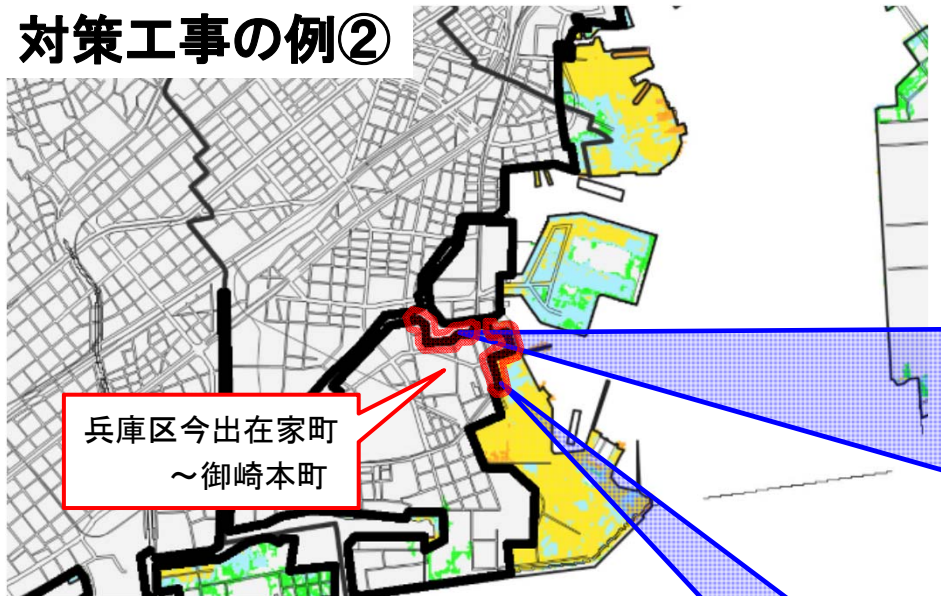 対策工事の例②
兵庫区今出在家町
～御崎本町